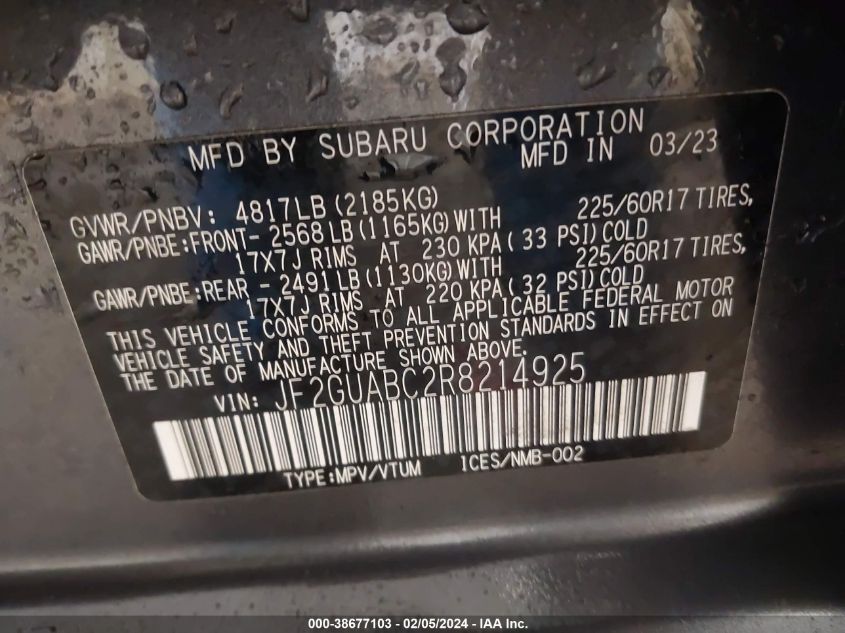 MFD BY SUBARU CORPORATION
MFD IN 03/23
GVWR/PNBV: 4817LB (2185KG)
GAWR/PNBE:FRONT- 2568 LB (1165KG) WITH 225/60R17 TIRES,
17X7J RIMS AT 230 KPA ( 33 PSI) COLD
GAWR/PNBE:REAR - 2491 LB (1130KG) WITH 225/60R17 TIRES,
17X7J RIMS AT 220 KPA ( 32 PSI) COLD
THIS VEHICLE CONFORMS TO ALL APPLICABLE FEDERAL MOTOR
VEHICLE SAFETY AND THEFT PREVENTION STANDARDS IN EFFECT ON
THE DATE OF MANUFACTURE SHOWN ABOVE.
VIN: JF2GUABC2R8214925
TYPE:MPV/VTUM ICES/NMB-002
000-38677103 - 02/05/2024 - IAA Inc.